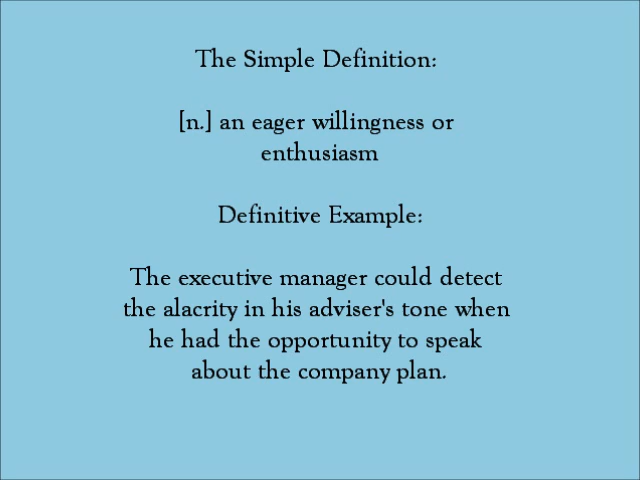 The Simple Definition:
[n.] an eager willingness or
enthusiasm
Definitive Example:
The executive manager could detect
the alacrity in his adviser's tone when
he had the opportunity to speak
about the company plan.